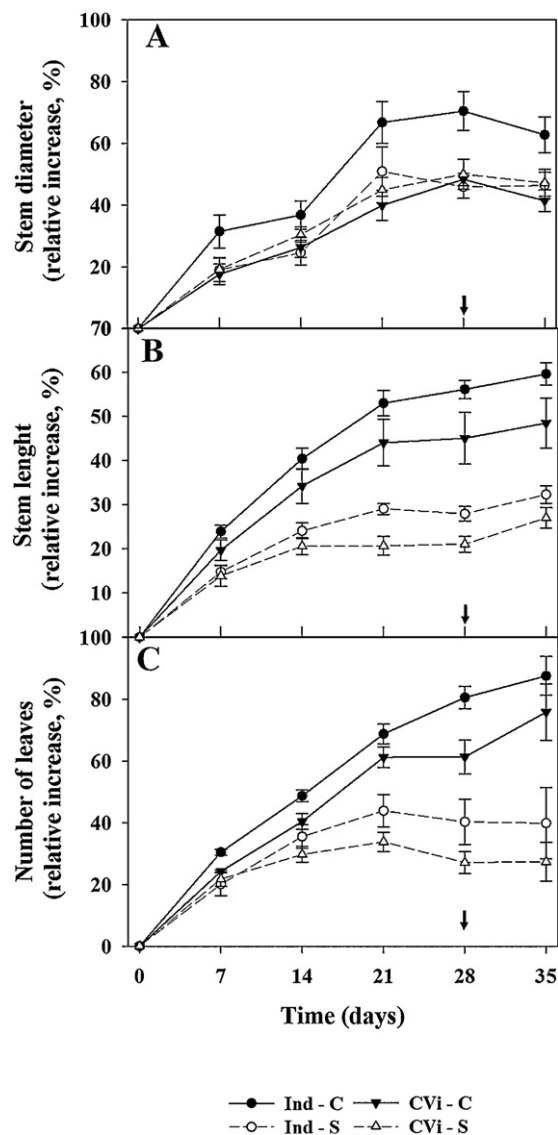 100
A
80
60
40
20
Stem diameter
(relative increase, %)
70
B
60
50
40
30
20
10
Stem lenght
(relative increase, %)
100
C
80
60
40
20
0
Number of leaves
(relative increase, %)
0 7 14 21 28 35
Time (days)
Ind - C CVi - C
Ind - S CVi - S